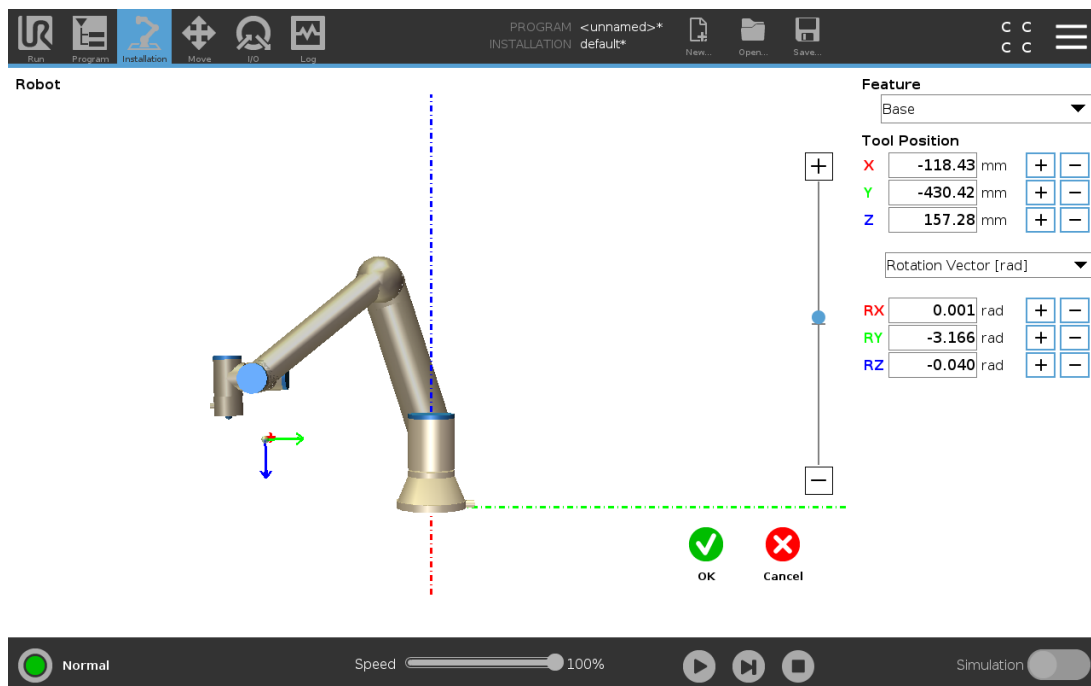 PROGRAM <unnamed>*
INSTALLATION default*
Run Program Installation Move I/O Log New... Open... Save...
C C
C C
Robot
Feature
Base
Tool Position
X -118.43 mm + −
Y -430.42 mm + −
Z 157.28 mm + −
Rotation Vector [rad]
RX 0.001 rad + −
RY -3.166 rad + −
RZ -0.040 rad + −
+
−
OK Cancel
Normal Speed 100% Simulation